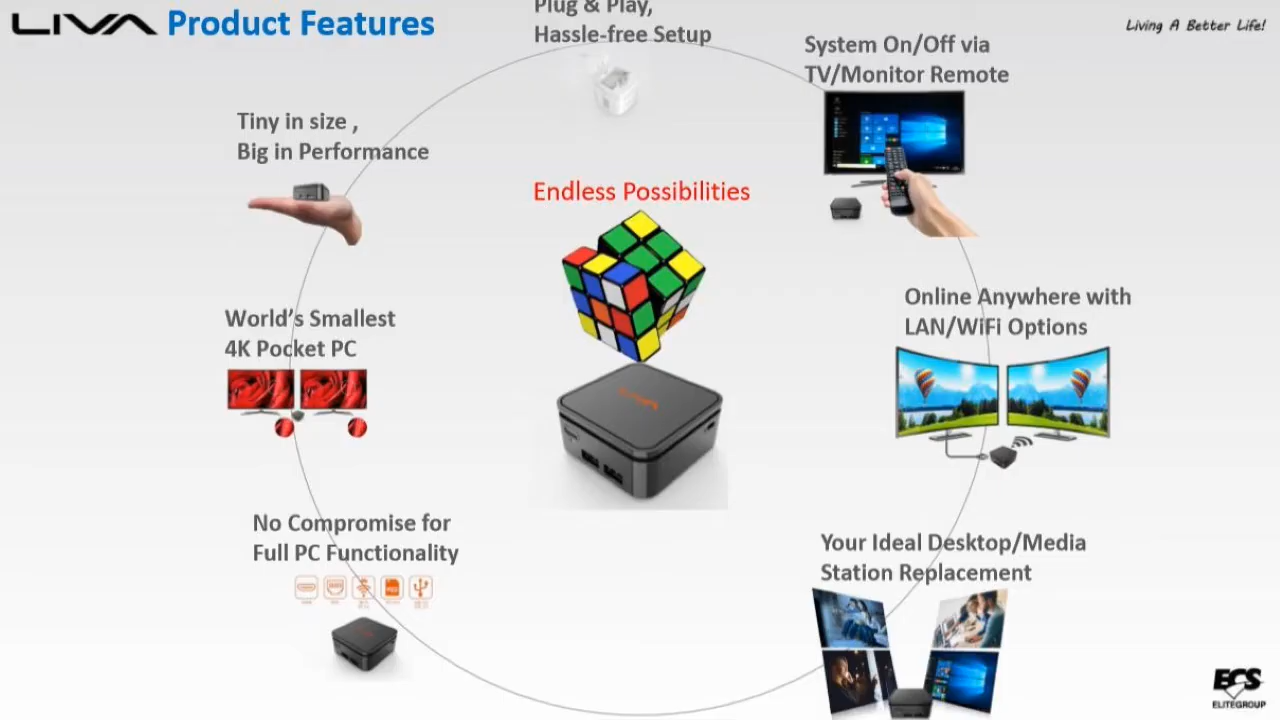 LIVA Product Features
Living A Better Life!
Plug & Play,
Hassle-free Setup
System On/Off via
TV/Monitor Remote
Tiny in size ,
Big in Performance
Endless Possibilities
World's Smallest
4K Pocket PC
Online Anywhere with
LAN/WiFi Options
LIVA
No Compromise for
Full PC Functionality
Your Ideal Desktop/Media
Station Replacement
ECS
ELITEGROUP